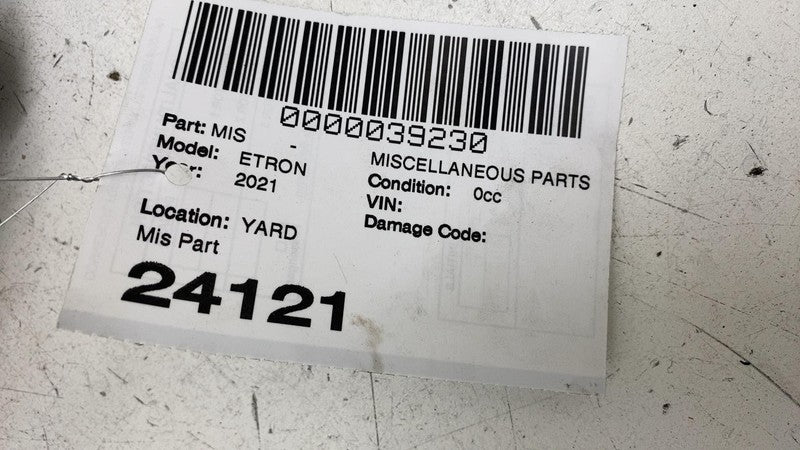 0000039230
Part: MIS -
MISCELLANEOUS PARTS
Model: ETRON
Condition: 0cc
Year: 2021
VIN:
Location: YARD
Damage Code:
Mis Part
24121